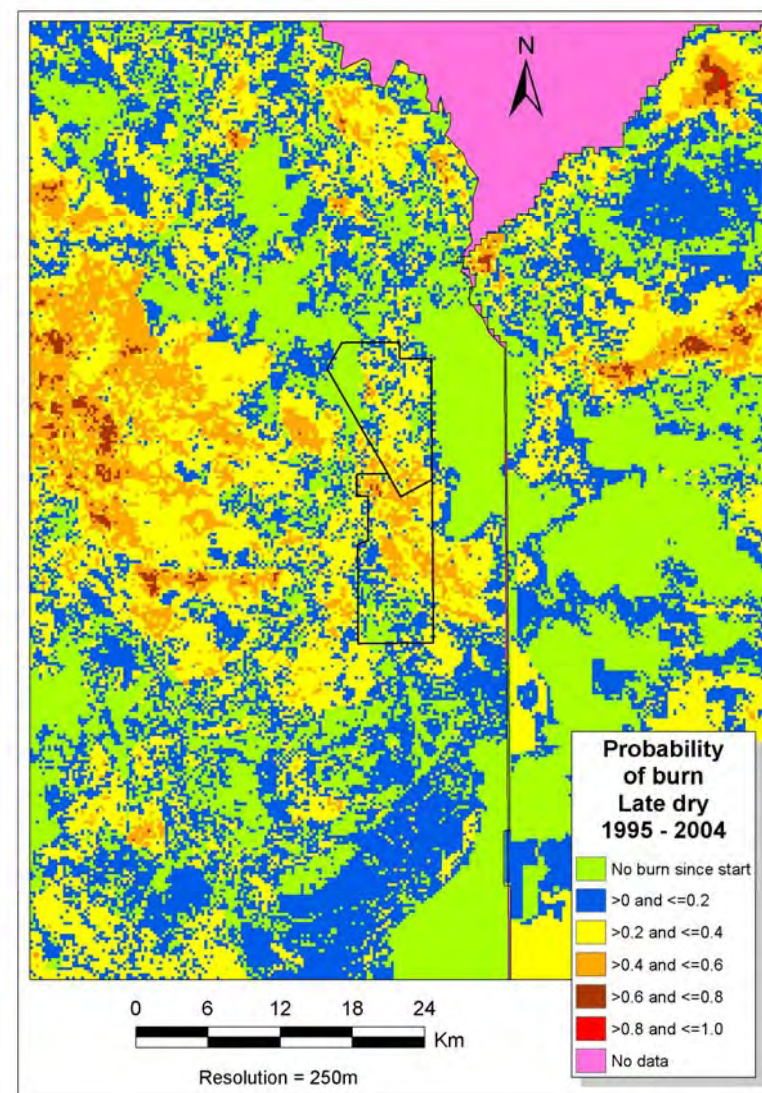 N
Probability
of burn
Late dry
1995 - 2004
No burn since start
>0 and <=0.2
>0.2 and <=0.4
>0.4 and <=0.6
>0.6 and <=0.8
>0.8 and <=1.0
No data
0 6 12 18 24
Km
Resolution = 250m